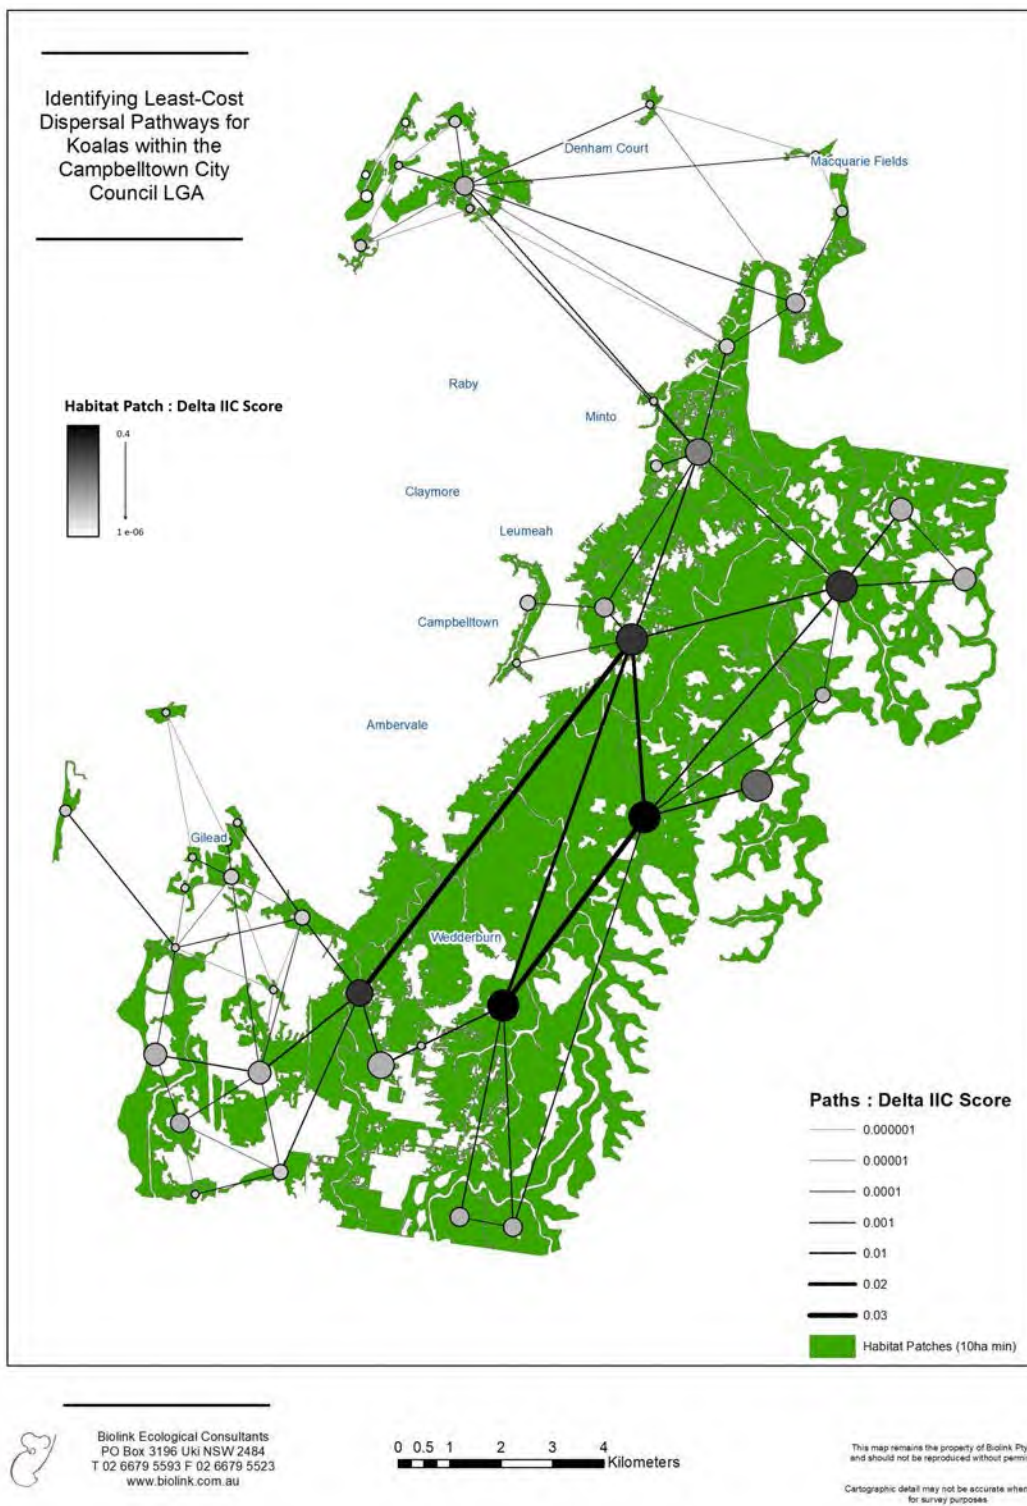 Identifying Least-Cost
Dispersal Pathways for
Koalas within the
Campbelltown City
Council LGA
Denham Court
Macquarie Fields
Raby
Habitat Patch : Delta IIC Score
0.4
1 e-06
Minto
Claymore
Leumeah
Campbelltown
Ambervale
Gilead
Wedderburn
Paths : Delta IIC Score
0.000001
0.00001
0.0001
0.001
0.01
0.02
0.03
Habitat Patches (10ha min)
Biolink Ecological Consultants
PO Box 3196 Uki NSW 2484
T 02 6679 5593 F 02 6679 5523
www.biolink.com.au
0 0.5 1 2 3 4
Kilometers
This map remains the property of Biolink Pty
and should not be reproduced without permi
Cartographic detail may not be accurate when
for survey purposes